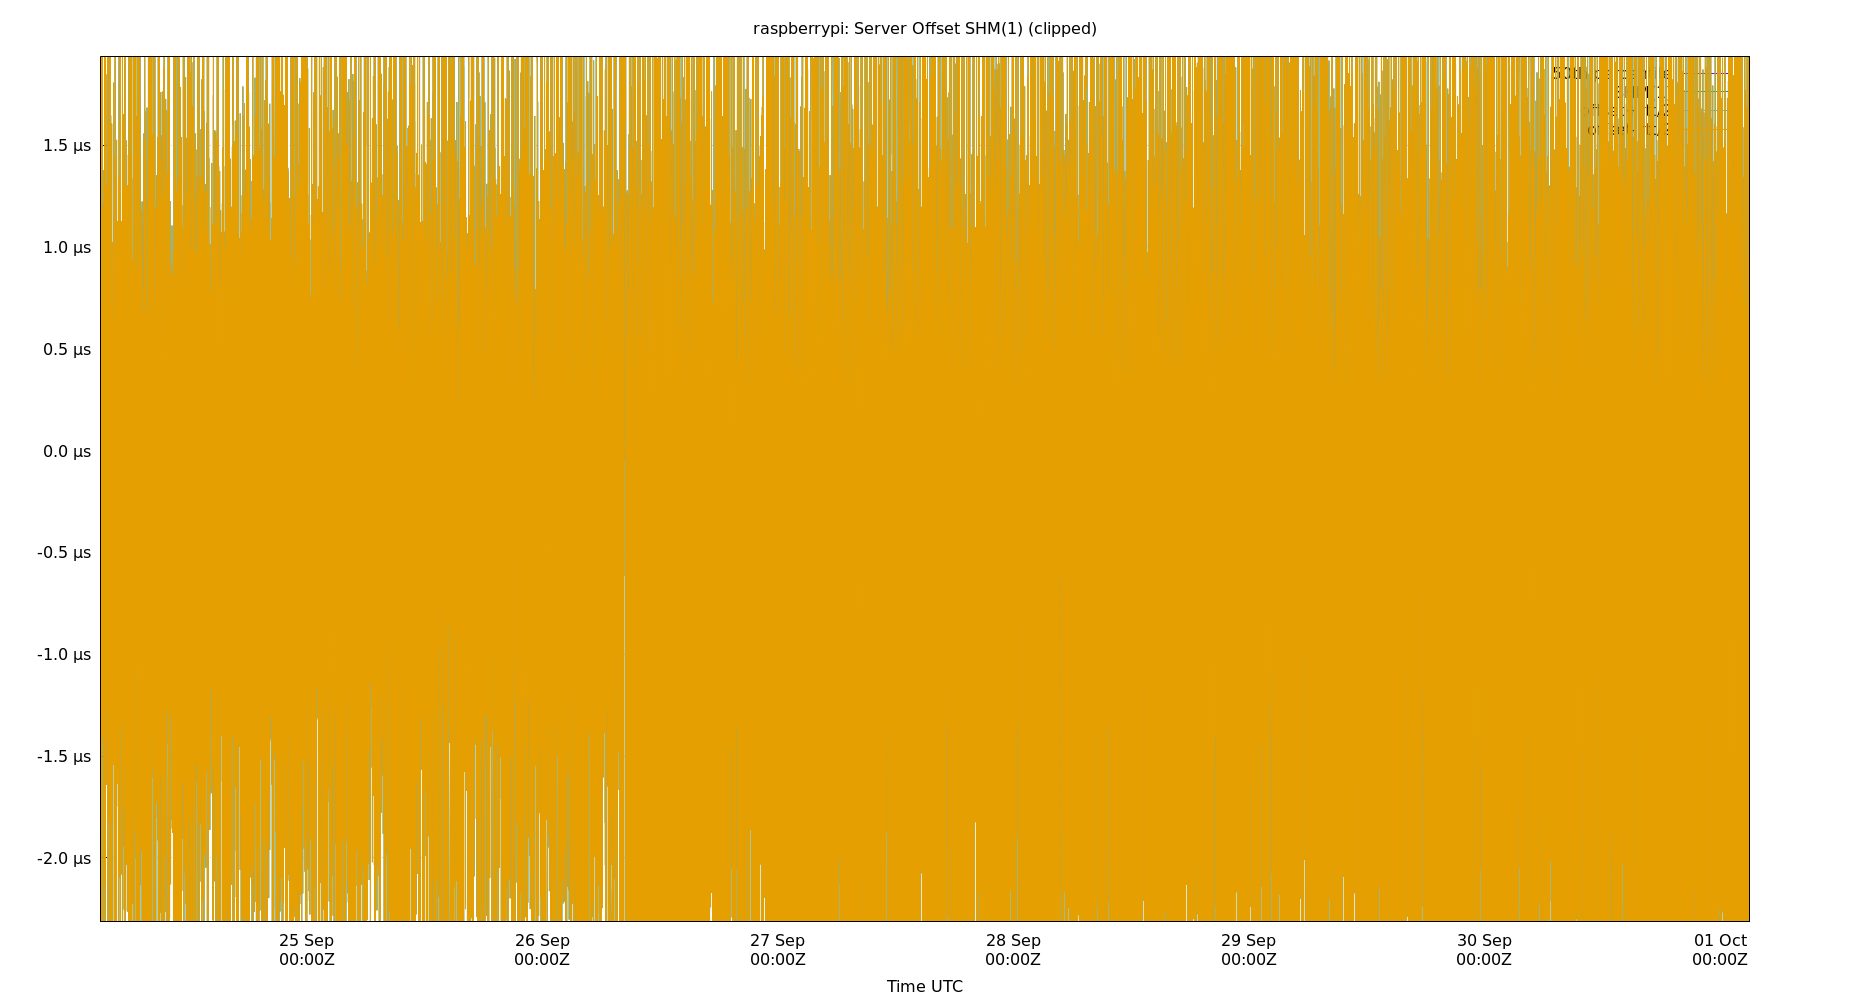 raspberrypi: Server Offset SHM(1) (clipped)
50th percentile
1.5 µs
1.0 µs
0.5 µs
0.0 µs
-0.5 µs
-1.0 µs
-1.5 µs
-2.0 µs
25 Sep 26 Sep 27 Sep 28 Sep 29 Sep 30 Sep 01 Oct
00:00Z 00:00Z 00:00Z 00:00Z 00:00Z 00:00Z 00:00Z
Time UTC